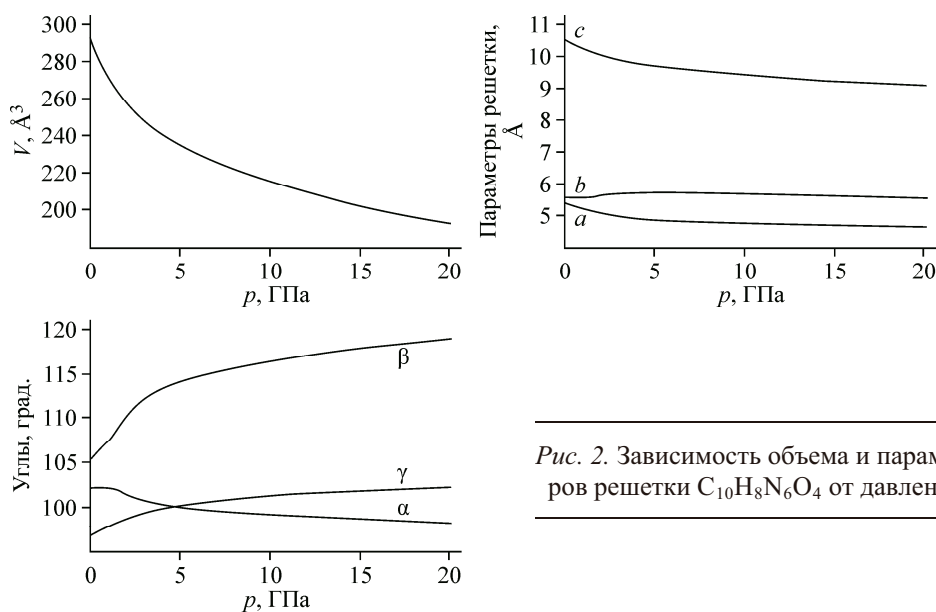 300
280
260
240
220
200
V, Å³
0 5 10 15 20
p, ГПа
Параметры решетки,
Å
11
10
9
8
7
6
5
c
b
a
0 5 10 15 20
p, ГПа
Углы, град.
120
115
110
105
100
β
γ
α
0 5 10 15 20
p, ГПа
Рис. 2. Зависимость объема и парам
ров решетки C₁₀H₈N₆O₄ от давлен